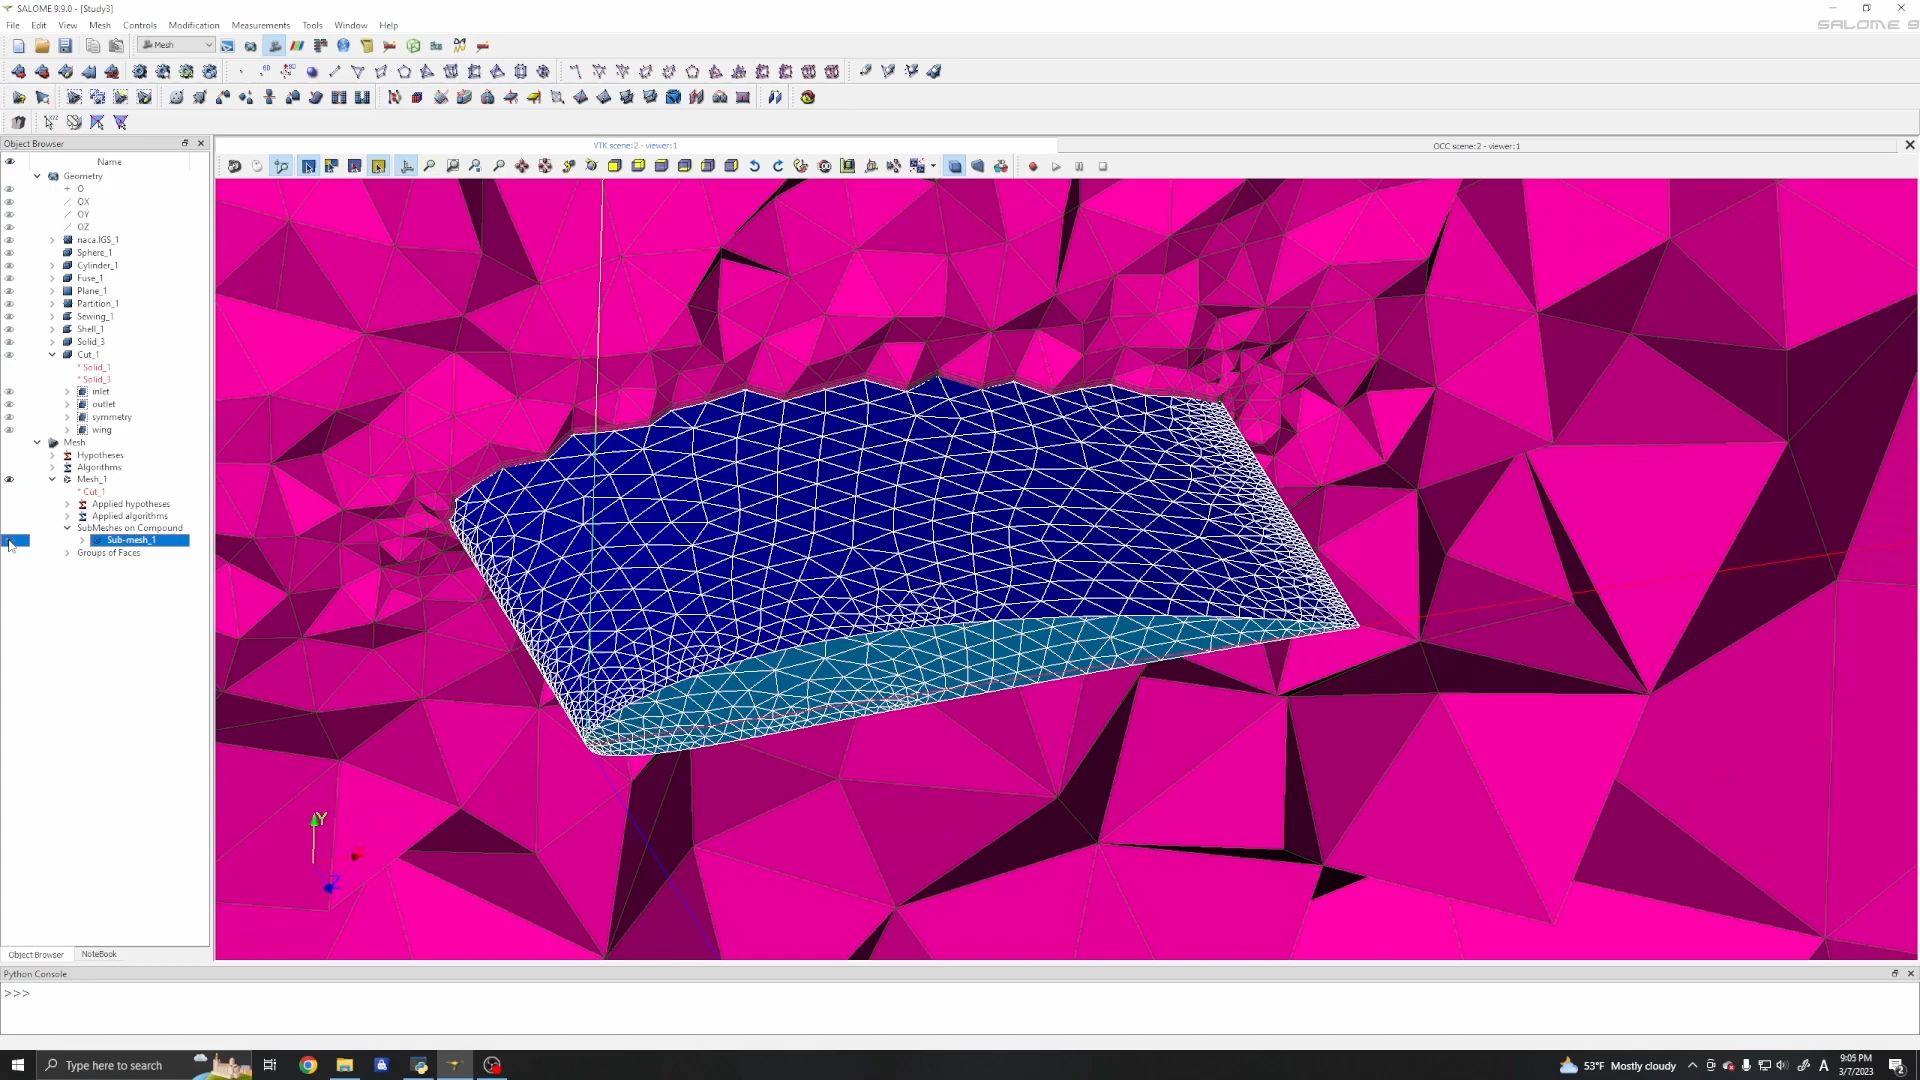 SALOME 9.9.0 - [Study3]
File Edit View Mesh Controls Modification Measurements Tools Window Help
SALOME 9
Mesh
Object Browser
VTK scene:2 - viewer:1
OCC scene:2 - viewer:1
Name
Geometry
O
OX
OY
OZ
naca.IGS_1
Sphere_1
Cylinder_1
Fuse_1
Plane_1
Partition_1
Sewing_1
Shell_1
Solid_3
Cut_1
* Solid_1
* Solid_3
inlet
outlet
symmetry
wing
Mesh
Hypotheses
Algorithms
Mesh_1
* Cut_1
Applied hypotheses
Applied algorithms
SubMeshes on Compound
Sub-mesh_1
Groups of Faces
Y
Z
Object Browser NoteBook
Python Console
>>>
Type here to search
53°F Mostly cloudy
A
9:05 PM
3/7/2023
2